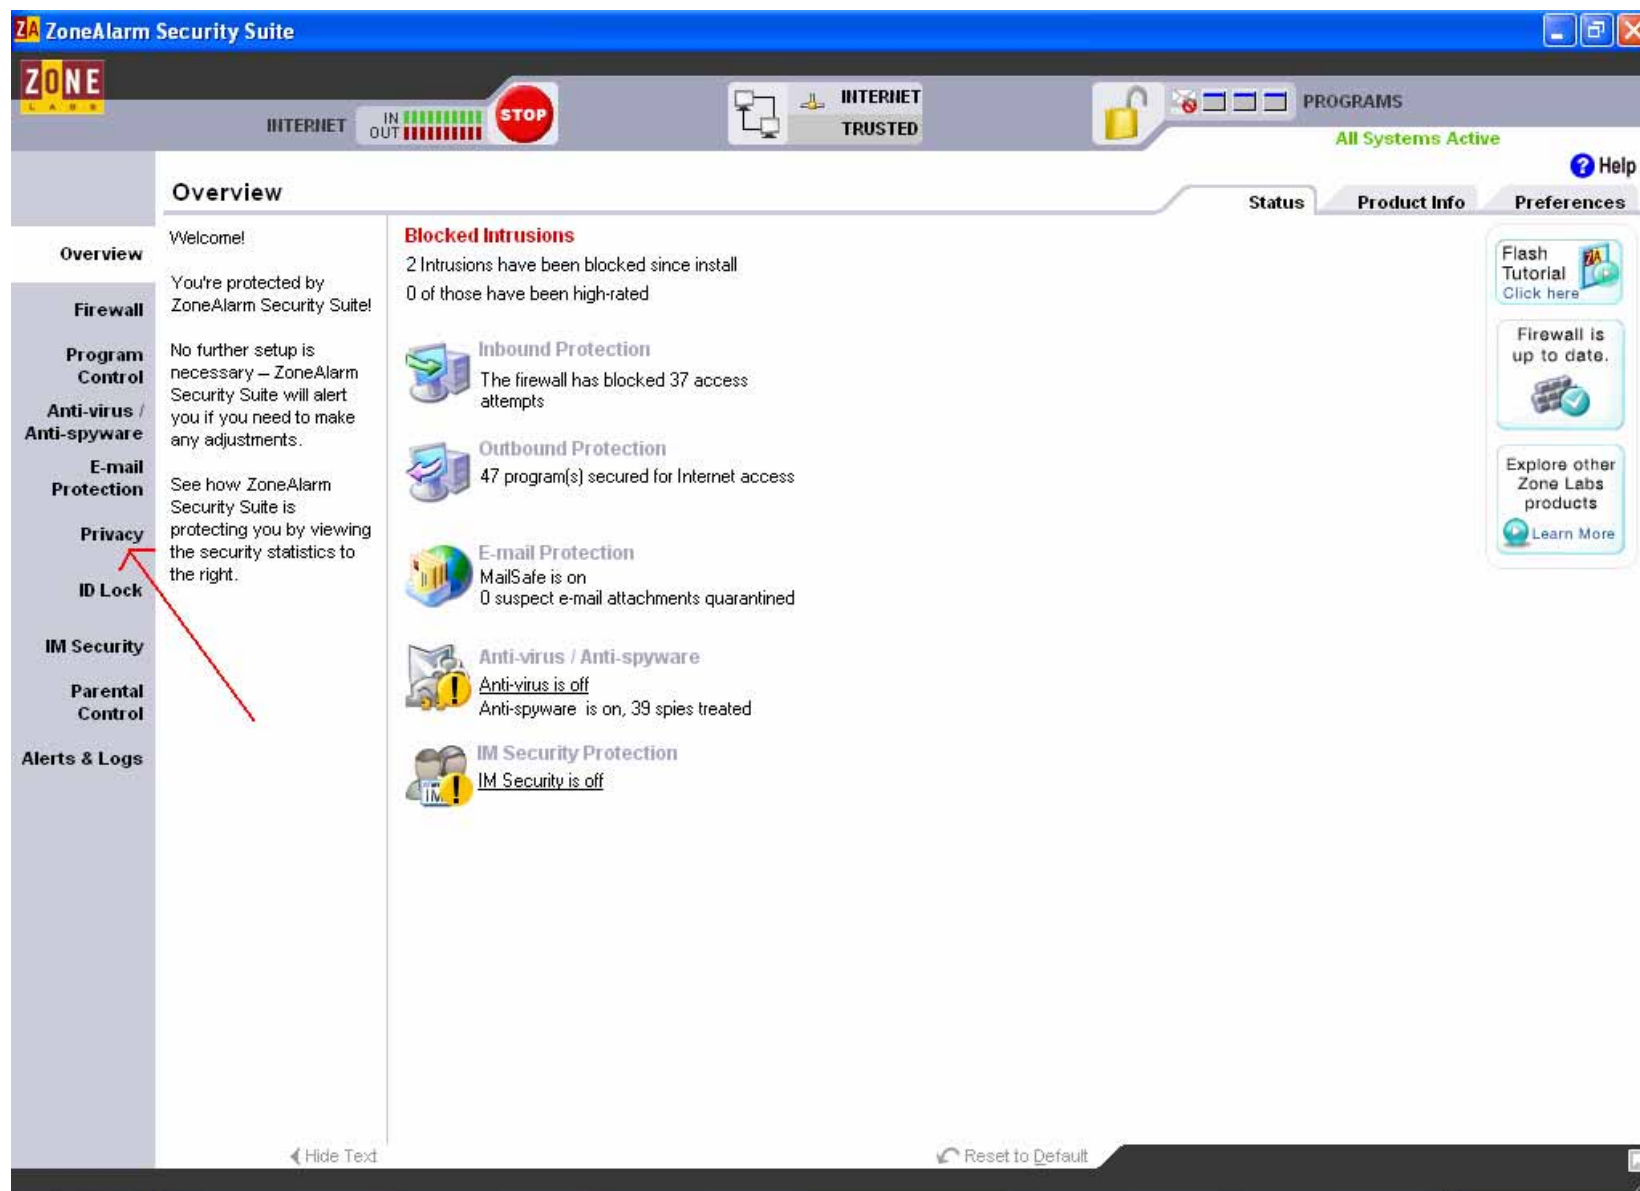 ZA ZoneAlarm Security Suite
ZONE
LABS
INTERNET
IN
OUT
STOP
INTERNET
TRUSTED
PROGRAMS
All Systems Active
? Help
Overview
Status
Product Info
Preferences
Overview
Firewall
Program
Control
Anti-virus /
Anti-spyware
E-mail
Protection
Privacy
ID Lock
IM Security
Parental
Control
Alerts & Logs
Welcome!
You're protected by
ZoneAlarm Security Suite!
No further setup is
necessary – ZoneAlarm
Security Suite will alert
you if you need to make
any adjustments.
See how ZoneAlarm
Security Suite is
protecting you by viewing
the security statistics to
the right.
Blocked Intrusions
2 Intrusions have been blocked since install
0 of those have been high-rated
Inbound Protection
The firewall has blocked 37 access
attempts
Outbound Protection
47 program(s) secured for Internet access
E-mail Protection
MailSafe is on
0 suspect e-mail attachments quarantined
Anti-virus / Anti-spyware
Anti-virus is off
Anti-spyware is on, 39 spies treated
IM Security Protection
IM Security is off
IM
Flash
Tutorial
Click here
ZA
Firewall is
up to date.
Explore other
Zone Labs
products
Learn More
Hide Text
Reset to Default